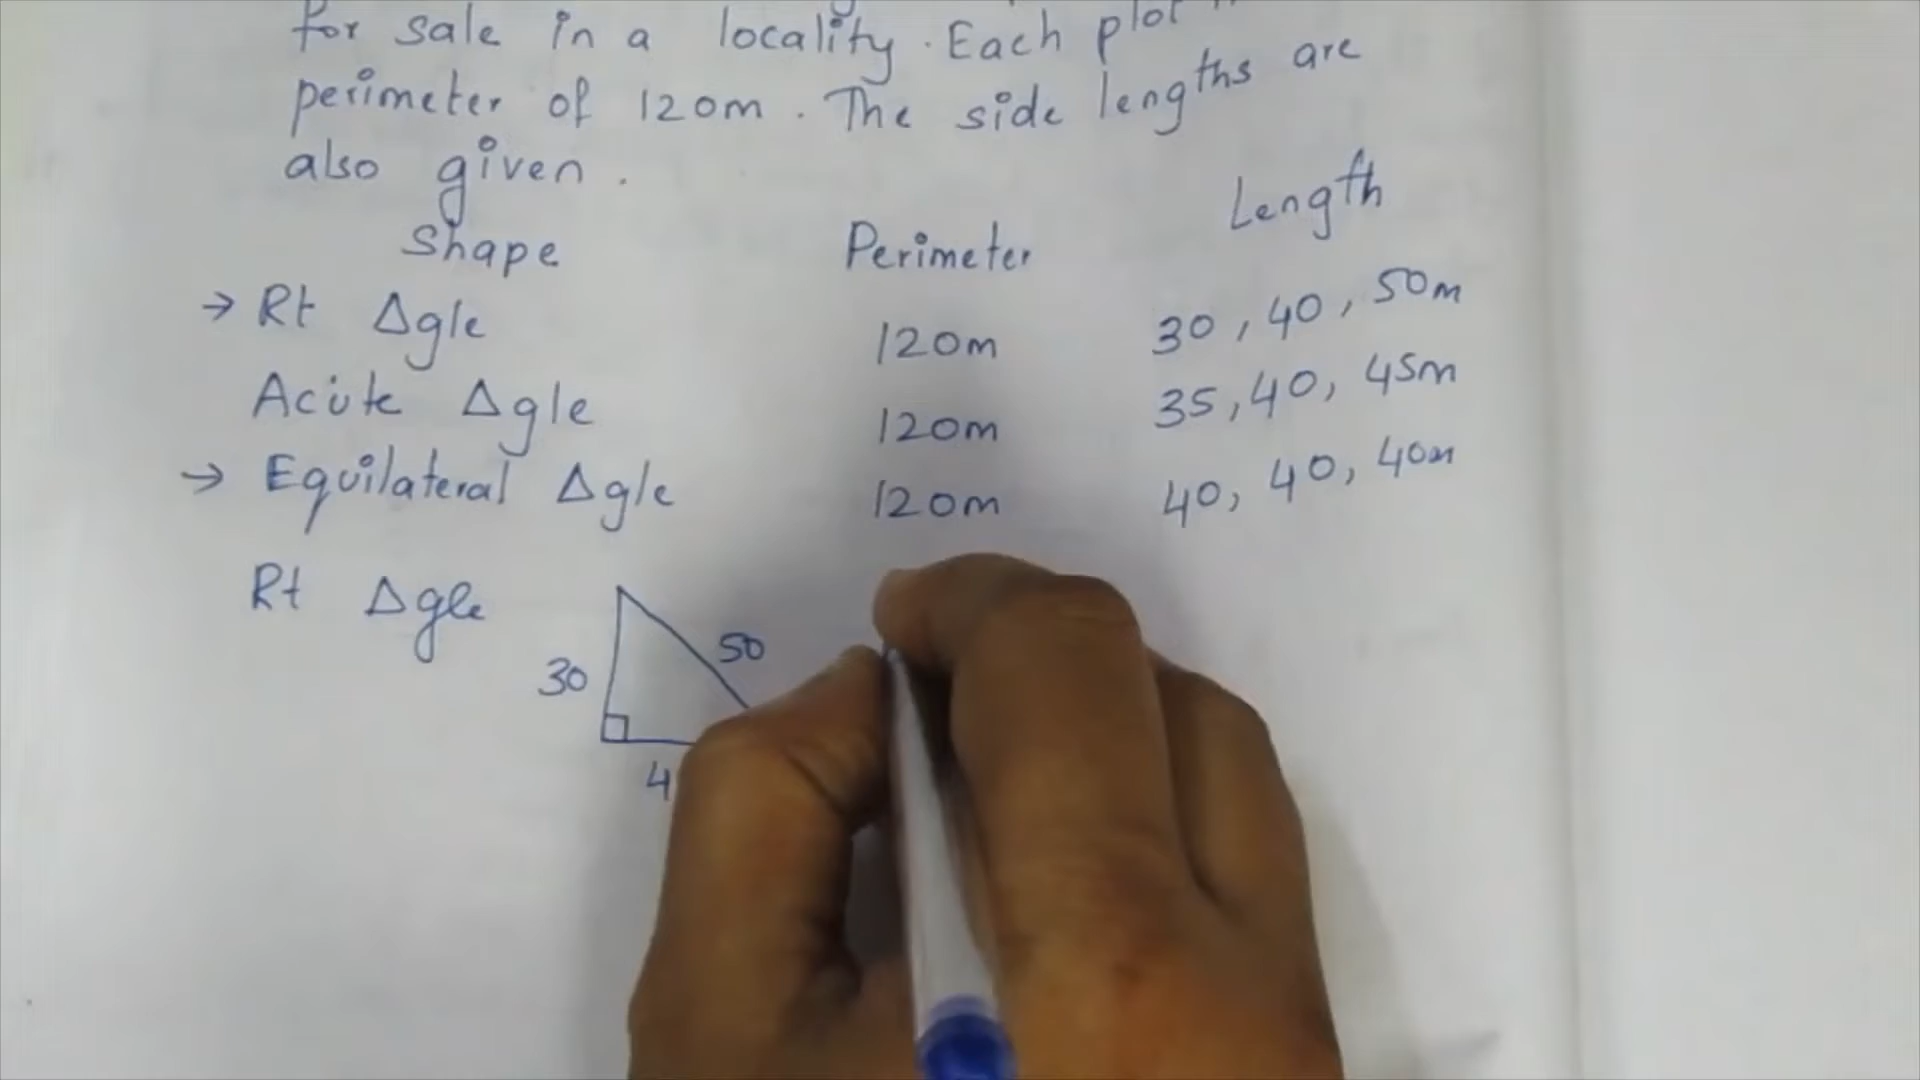 for sale in a locality. Each plot
perimeter of 120m. The side lengths are
also given.
Shape Perimeter Length
→ Rt Δgle 120m 30, 40, 50m
Acute Δgle 120m 35, 40, 45m
→ Equilateral Δgle 120m 40, 40, 40m
Rt Δgle
50
30
4